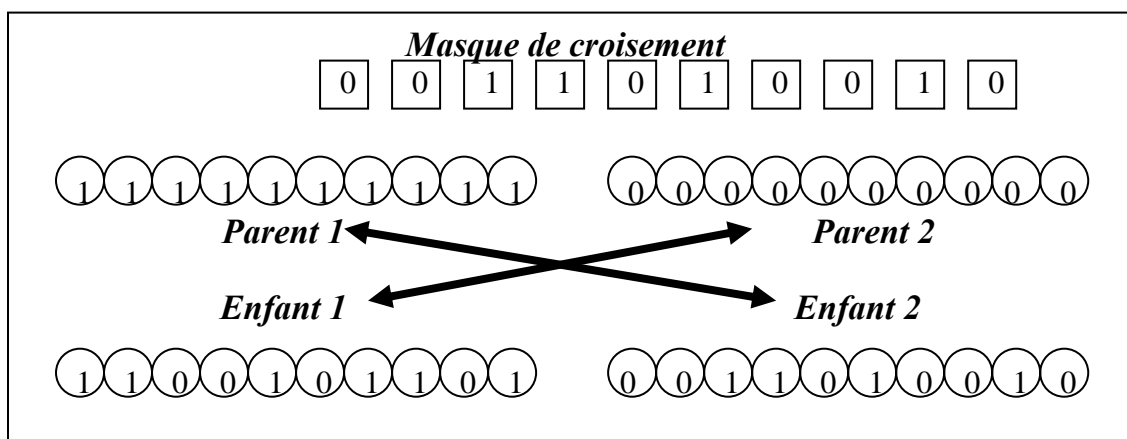 Masque de croisement
0 0 1 1 0 1 0 0 1 0
1 1 1 1 1 1 1 1 1 1 0 0 0 0 0 0 0 0 0 0
Parent 1 Parent 2
Enfant 1 Enfant 2
1 1 0 0 1 0 1 1 0 1 0 0 1 1 0 1 0 0 1 0